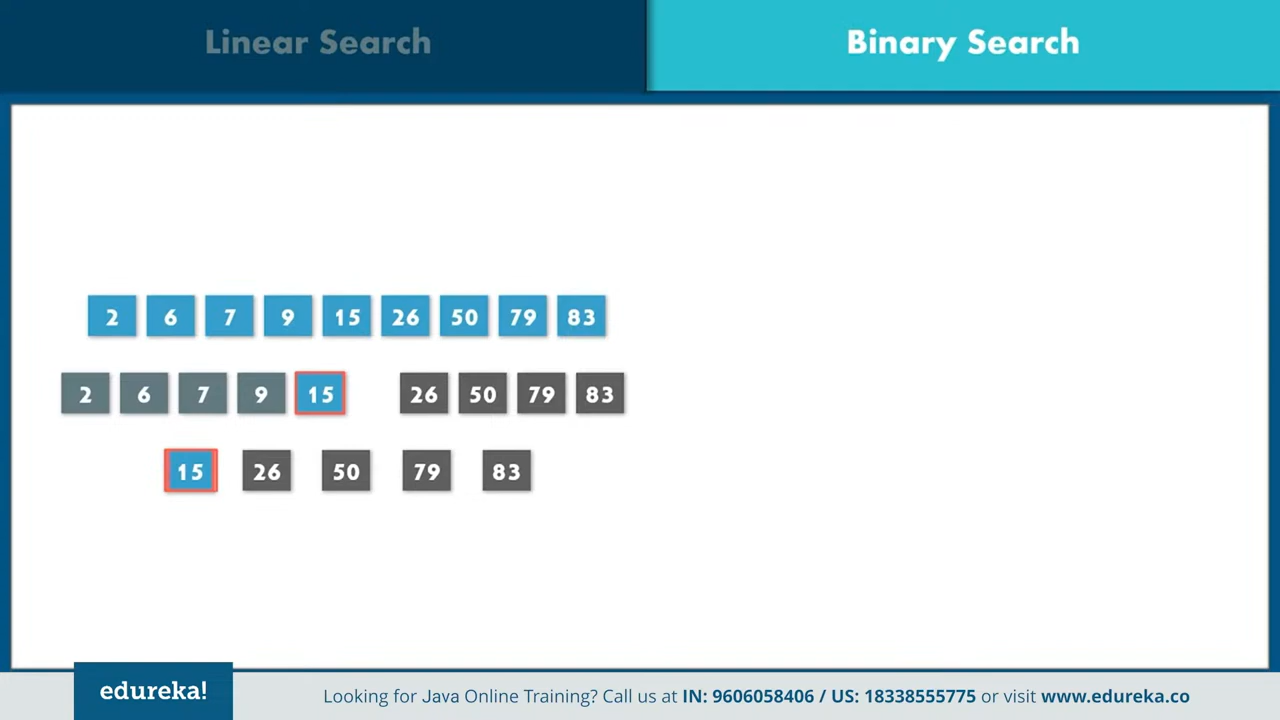 Linear Search
Binary Search
2 6 7 9 15 26 50 79 83
2 6 7 9 15 26 50 79 83
15 26 50 79 83
edureka!
Looking for Java Online Training? Call us at IN: 9606058406 / US: 18338555775 or visit www.edureka.co